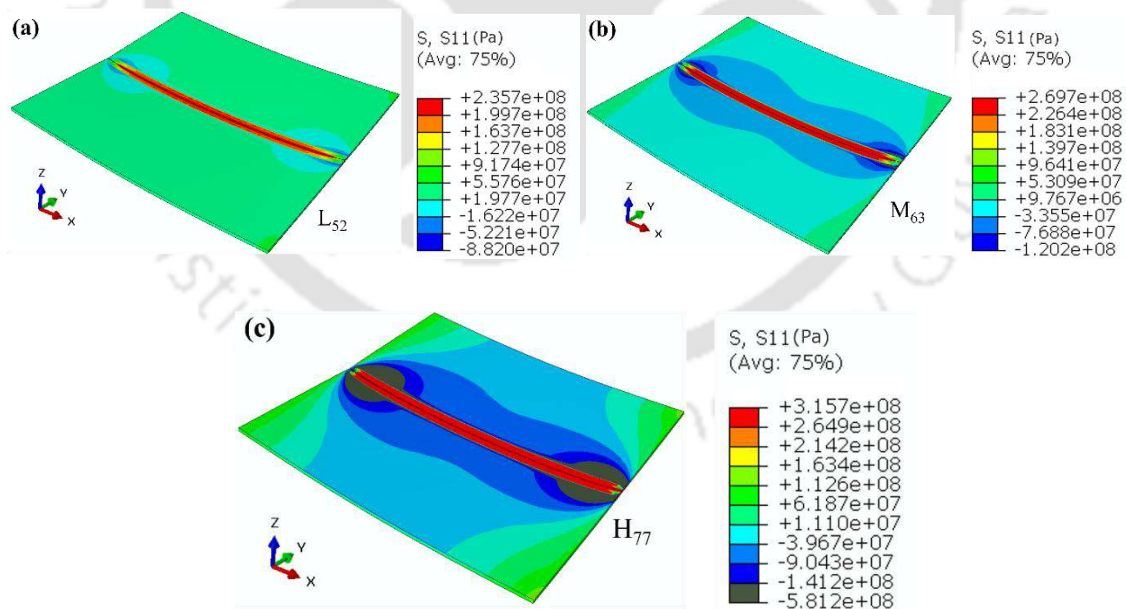 (a)
S, S11(Pa)
(Avg: 75%)
+2.357e+08
+1.997e+08
+1.637e+08
+1.277e+08
+9.174e+07
+5.576e+07
+1.977e+07
-1.622e+07
-5.221e+07
-8.820e+07
Z
Y
X
L52
(b)
S, S11(Pa)
(Avg: 75%)
+2.697e+08
+2.264e+08
+1.831e+08
+1.397e+08
+9.641e+07
+5.309e+07
+9.767e+06
-3.355e+07
-7.688e+07
-1.202e+08
Z
Y
X
M63
(c)
S, S11(Pa)
(Avg: 75%)
+3.157e+08
+2.649e+08
+2.142e+08
+1.634e+08
+1.126e+08
+6.187e+07
+1.110e+07
-3.967e+07
-9.043e+07
-1.412e+08
-5.812e+08
Z
Y
X
H77